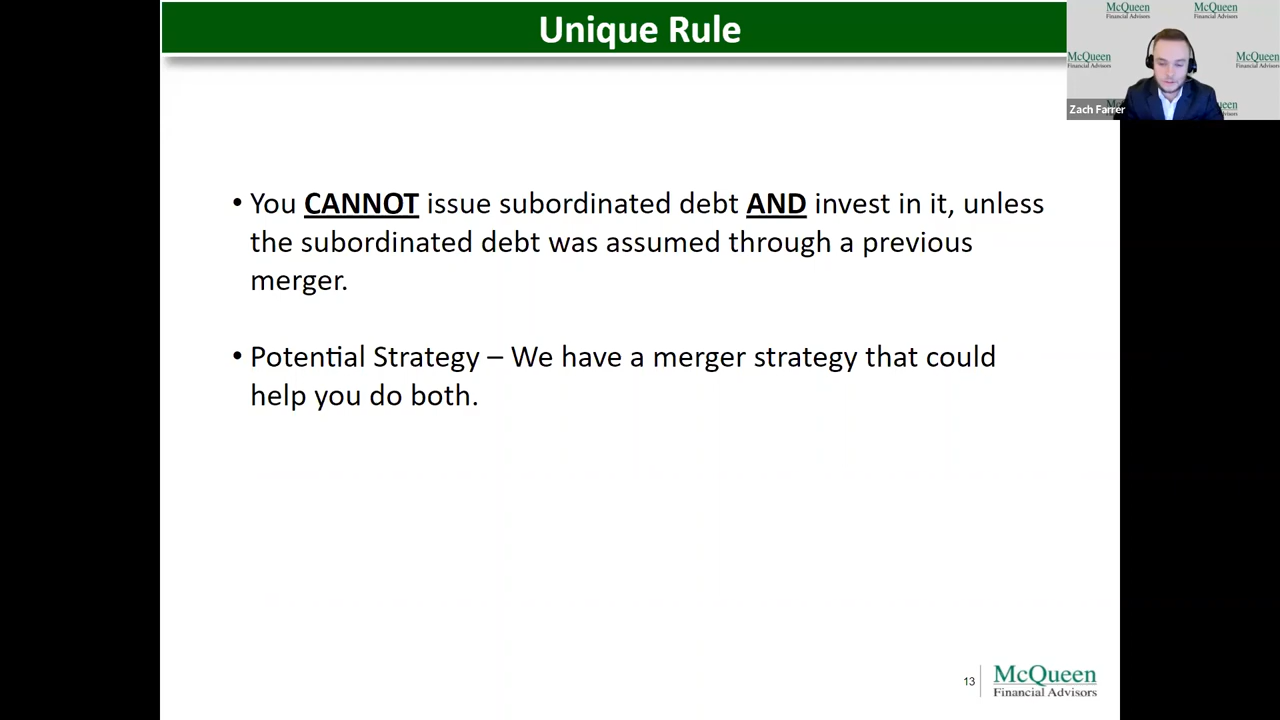 Unique Rule
McQueen
Financial Advisors
McQueen
Financial Advisors
McQueen
Financial Advisors
McQueen
Financial Advisors
Zach Farrer
• You CANNOT issue subordinated debt AND invest in it, unless
the subordinated debt was assumed through a previous
merger.
• Potential Strategy – We have a merger strategy that could
help you do both.
13
McQueen
Financial Advisors